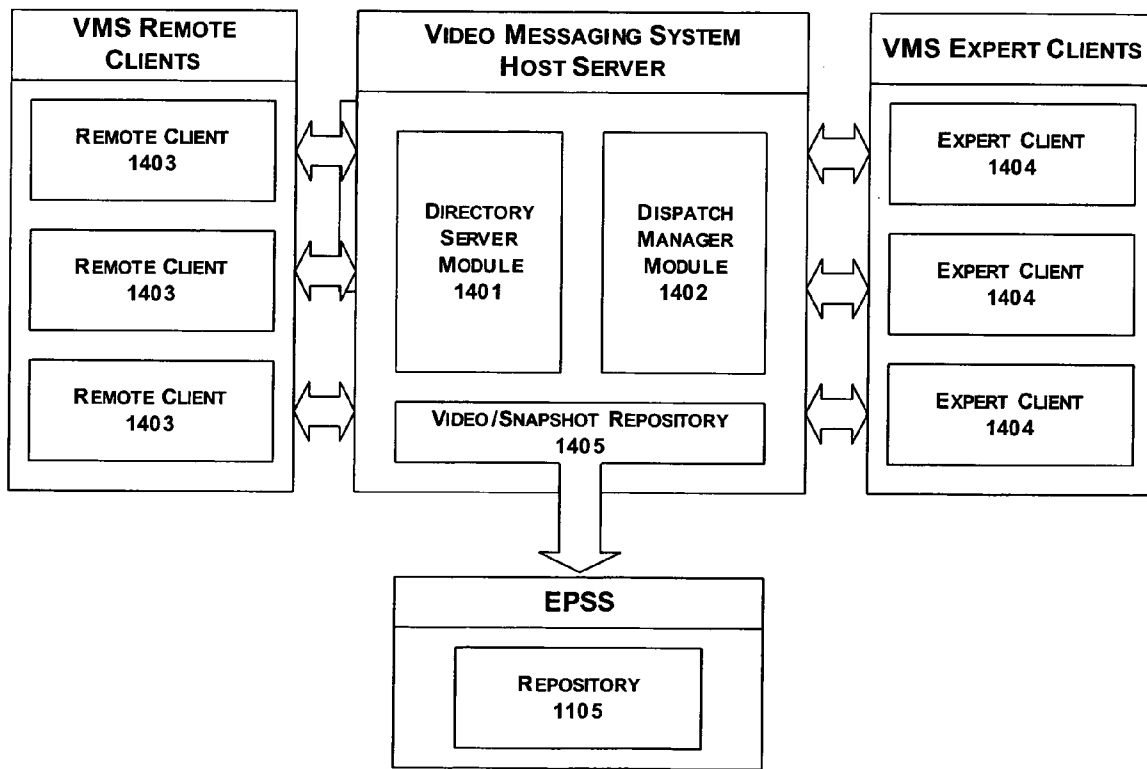 VMS REMOTE
CLIENTS
REMOTE CLIENT
1403
REMOTE CLIENT
1403
REMOTE CLIENT
1403
VIDEO MESSAGING SYSTEM
HOST SERVER
DIRECTORY
SERVER
MODULE
1401
DISPATCH
MANAGER
MODULE
1402
VIDEO/SNAPSHOT REPOSITORY
1405
VMS EXPERT CLIENTS
EXPERT CLIENT
1404
EXPERT CLIENT
1404
EXPERT CLIENT
1404
EPSS
REPOSITORY
1105